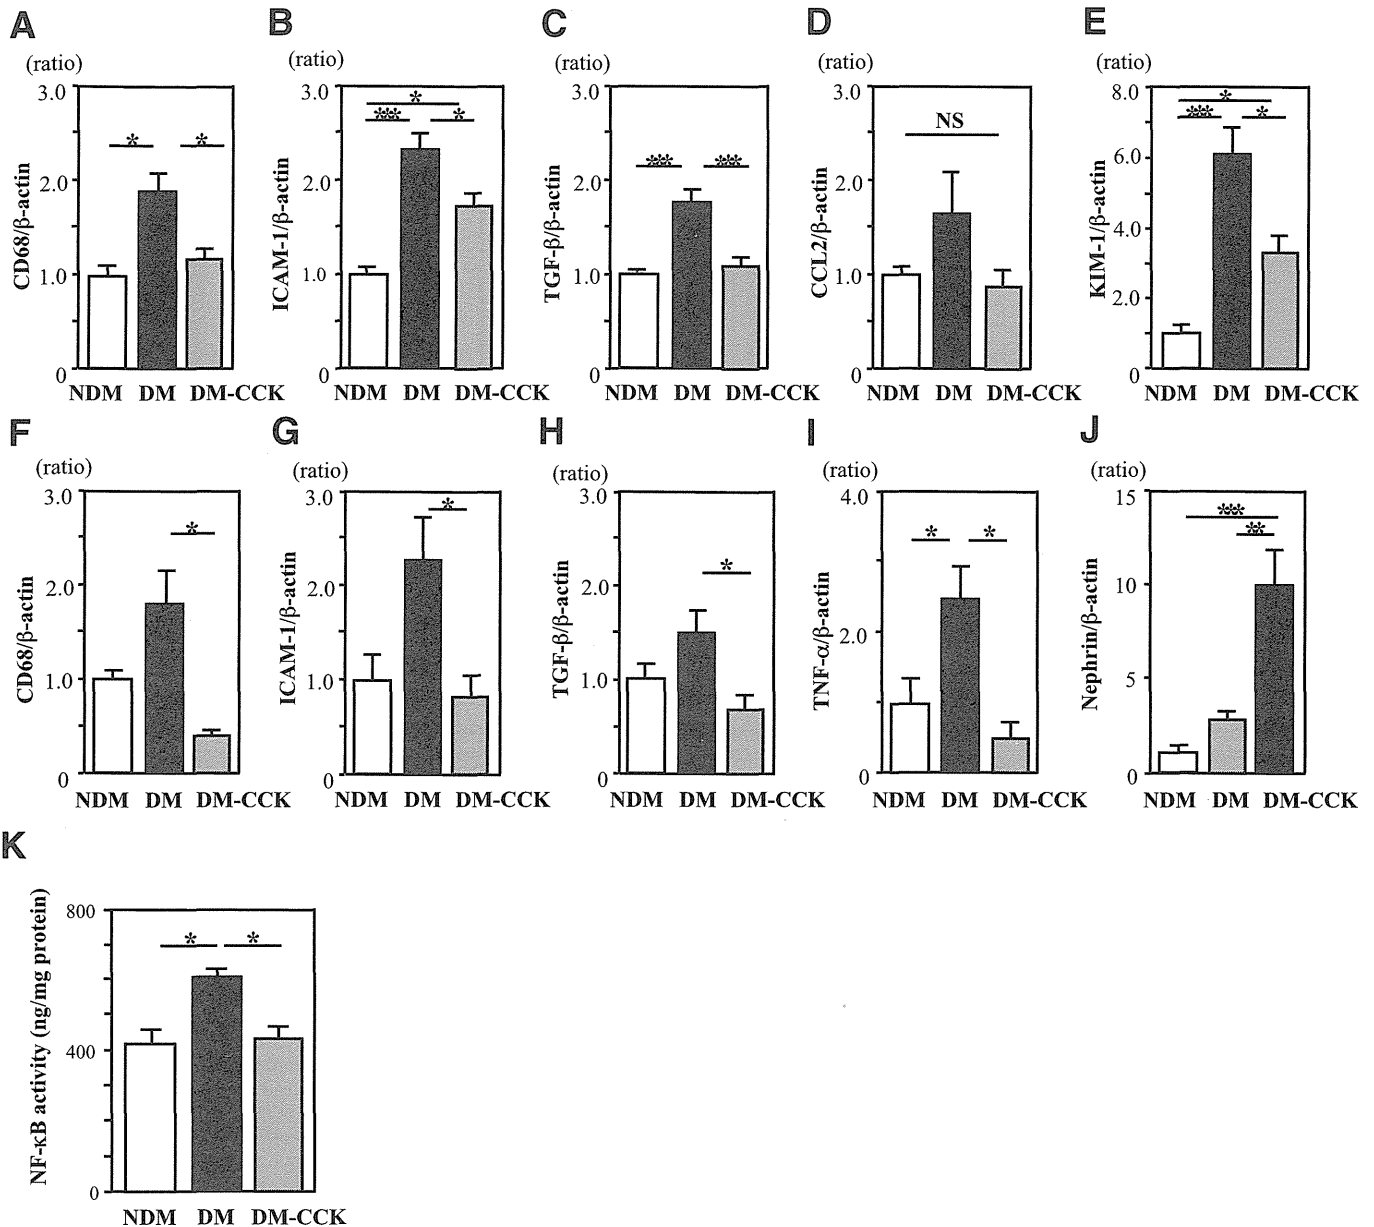 A
(ratio)
CD68/β-actin
3.0
2.0
1.0
0
* *
NDM DM DM-CCK
B
(ratio)
ICAM-1/β-actin
3.0
2.0
1.0
0
*
*** *
NDM DM DM-CCK
C
(ratio)
TGF-β/β-actin
3.0
2.0
1.0
0
*** ***
NDM DM DM-CCK
D
(ratio)
CCL2/β-actin
3.0
2.0
1.0
0
NS
NDM DM DM-CCK
E
(ratio)
KIM-1/β-actin
8.0
6.0
4.0
2.0
0
*
*** *
NDM DM DM-CCK
F
(ratio)
CD68/β-actin
3.0
2.0
1.0
0
*
NDM DM DM-CCK
G
(ratio)
ICAM-1/β-actin
3.0
2.0
1.0
0
*
NDM DM DM-CCK
H
(ratio)
TGF-β/β-actin
3.0
2.0
1.0
0
*
NDM DM DM-CCK
I
(ratio)
TNF-α/β-actin
4.0
2.0
0
* *
NDM DM DM-CCK
J
(ratio)
Nephrin/β-actin
15
10
5
0
***
**
NDM DM DM-CCK
K
NF-κB activity (ng/mg protein)
800
400
0
* *
NDM DM DM-CCK